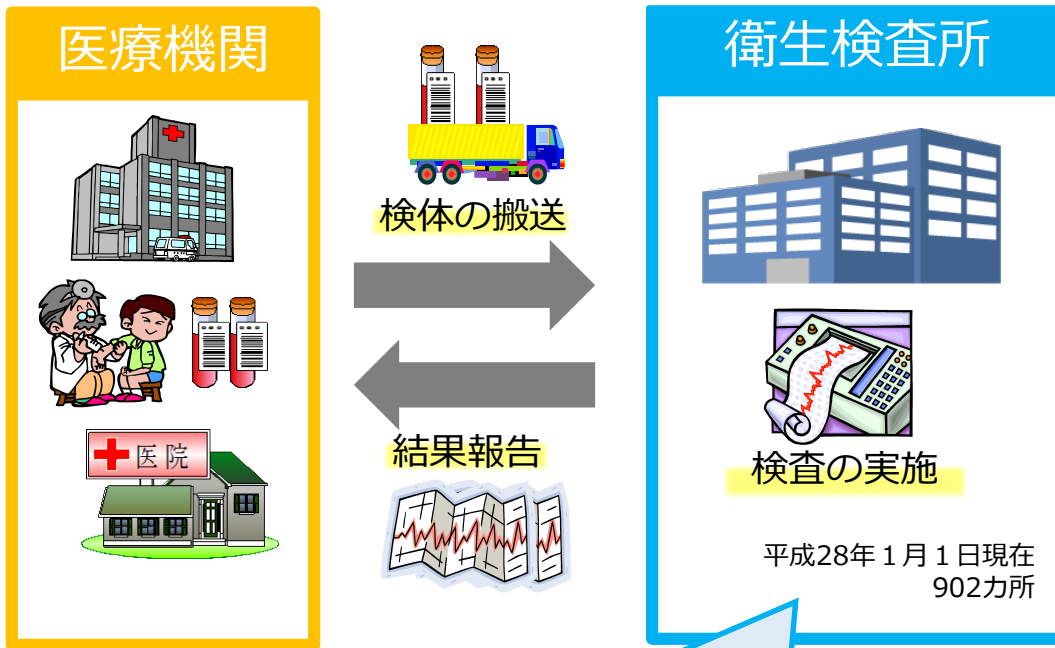 医療機関
衛生検査所
検体の搬送
医院
結果報告
検査の実施
平成28年１月１日現在
902カ所